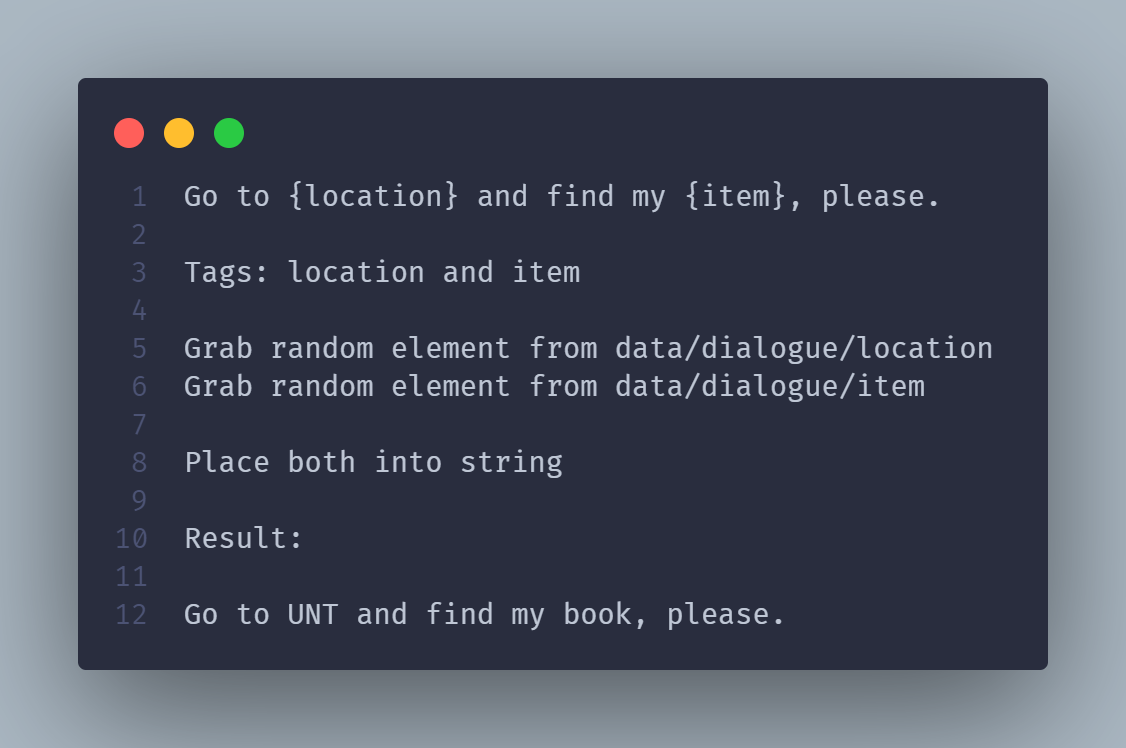 1 Go to {location} and find my {item}, please.
2
3 Tags: location and item
4
5 Grab random element from data/dialogue/location
6 Grab random element from data/dialogue/item
7
8 Place both into string
9
10 Result:
11
12 Go to UNT and find my book, please.